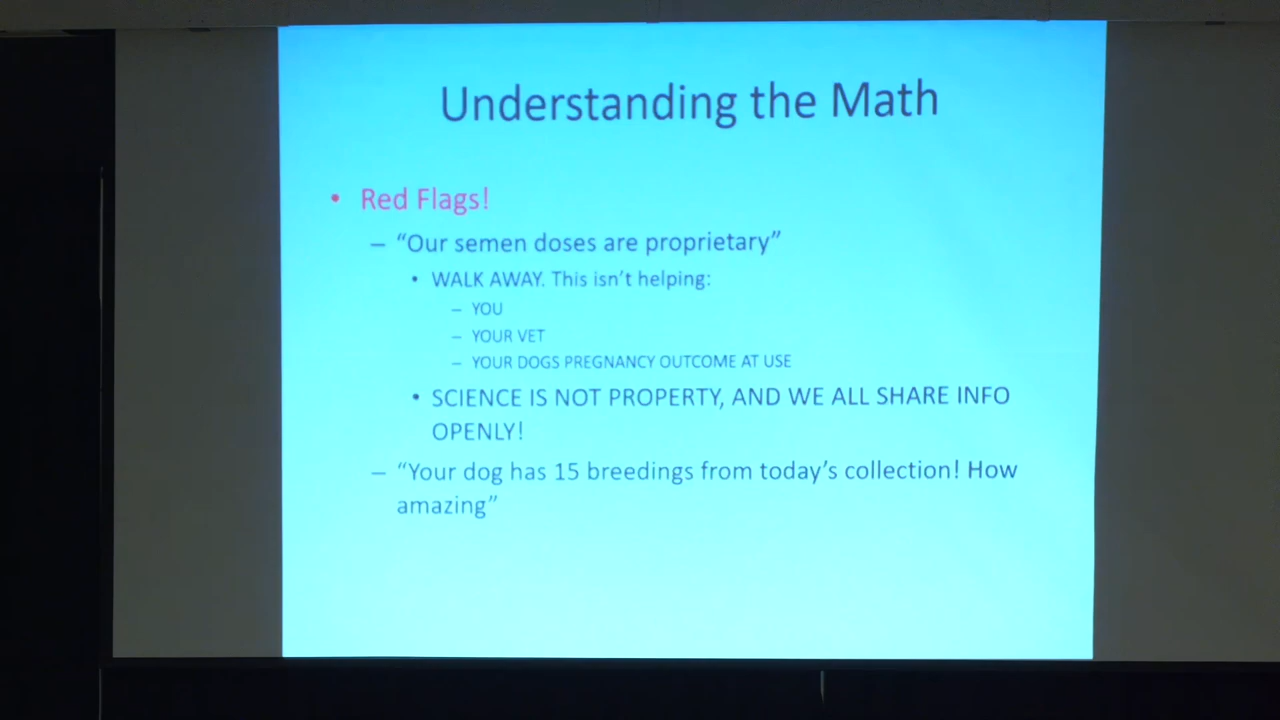 Understanding the Math
• Red Flags!
– “Our semen doses are proprietary”
• WALK AWAY. This isn’t helping:
– YOU
– YOUR VET
– YOUR DOGS PREGNANCY OUTCOME AT USE
• SCIENCE IS NOT PROPERTY, AND WE ALL SHARE INFO
OPENLY!
– “Your dog has 15 breedings from today’s collection! How
amazing”